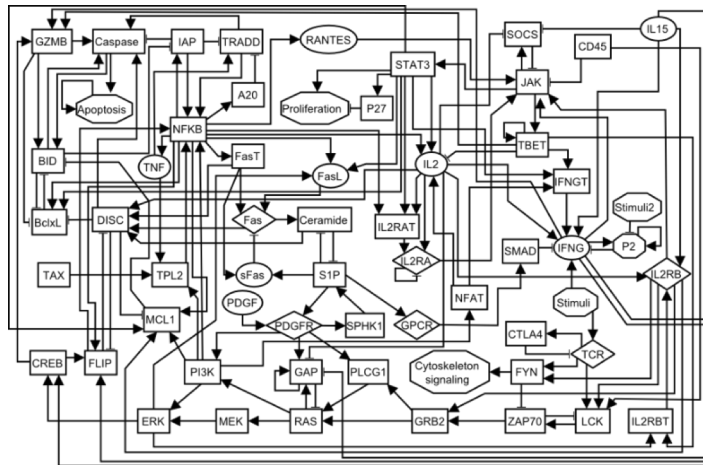 GZMB
Caspase
IAP
TRADD
RANTES
SOCS
IL15
CD45
STAT3
JAK
A20
Apoptosis
Proliferation
P27
NFKB
TBET
BID
TNF
FasT
FasL
IL2
IFNGT
BclxL
DISC
Fas
Ceramide
IL2RAT
Stimuli2
IFNG
P2
SMAD
IL2RA
IL2RB
TAX
TPL2
sFas
S1P
NFAT
Stimuli
PDGF
MCL1
PDGFR
SPHK1
GPCR
CTLA4
TCR
CREB
FLIP
PI3K
GAP
PLCG1
Cytoskeleton
signaling
FYN
ERK
MEK
RAS
GRB2
ZAP70
LCK
IL2RBT